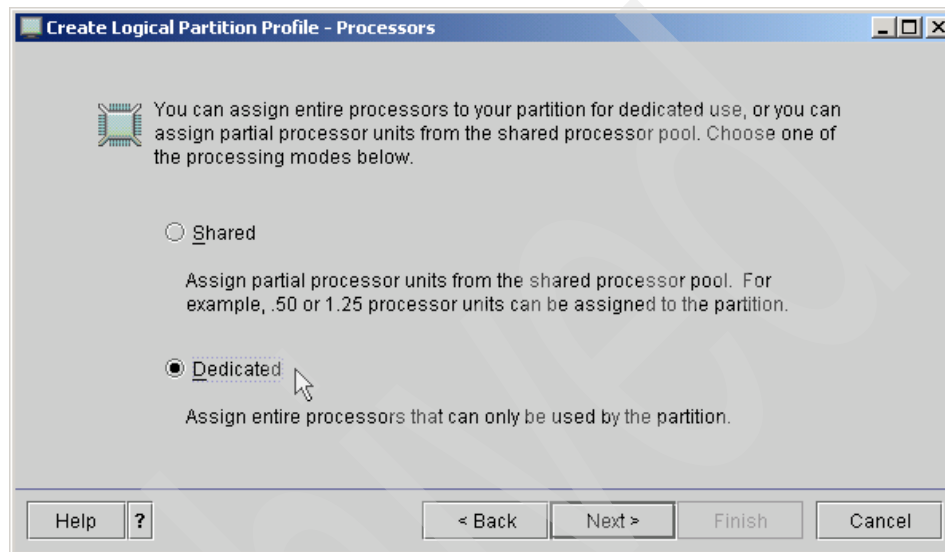 Create Logical Partition Profile - Processors
You can assign entire processors to your partition for dedicated use, or you can
assign partial processor units from the shared processor pool. Choose one of
the processing modes below.
Shared
Assign partial processor units from the shared processor pool. For
example, .50 or 1.25 processor units can be assigned to the partition.
Dedicated
Assign entire processors that can only be used by the partition.
Help ? < Back Next > Finish Cancel